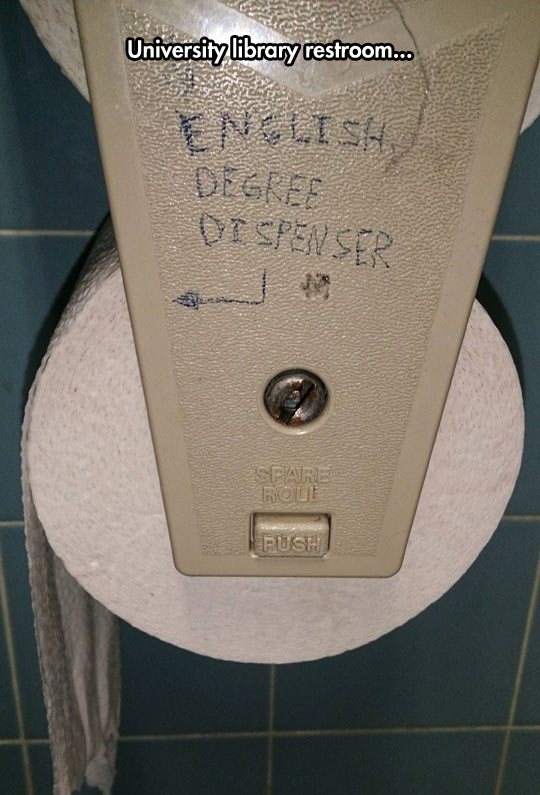 University library restroom...
ENGLISH
DEGREE
DISPENSER
SPARE
ROLL
PUSH